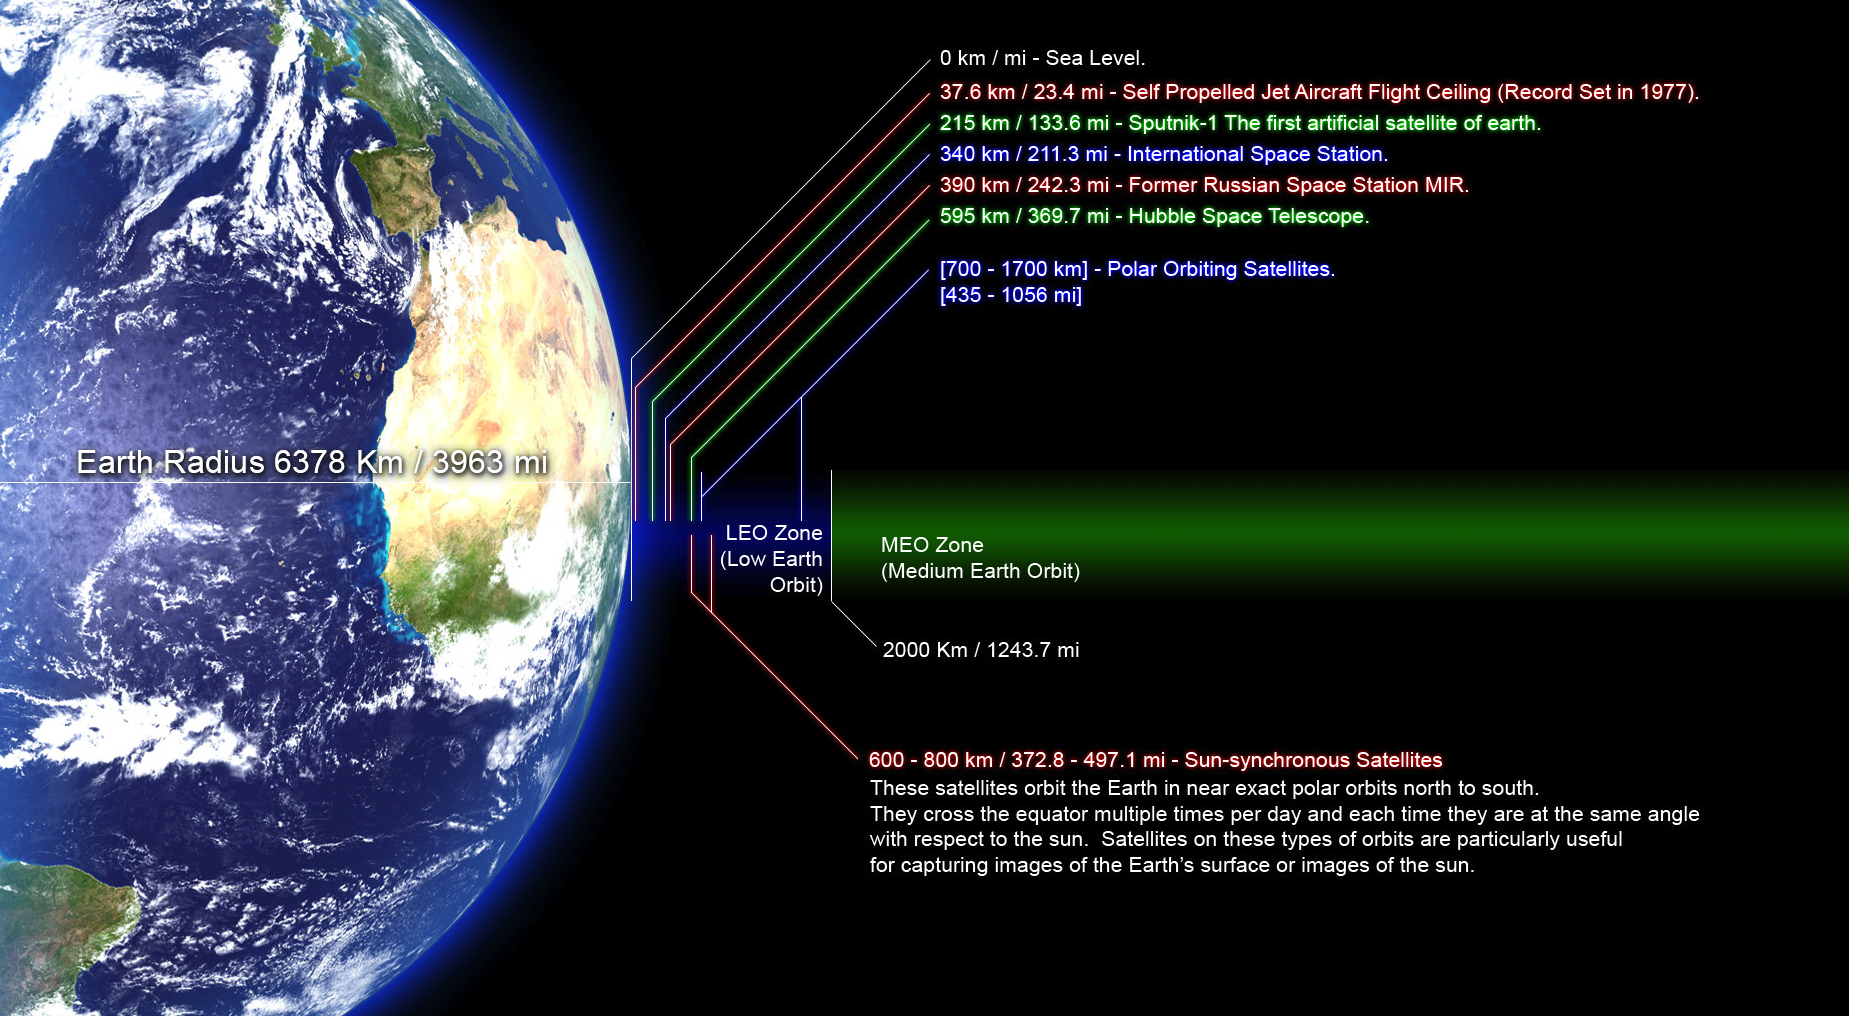 0 km / mi - Sea Level.
37.6 km / 23.4 mi - Self Propelled Jet Aircraft Flight Ceiling (Record Set in 1977).
215 km / 133.6 mi - Sputnik-1 The first artificial satellite of earth.
340 km / 211.3 mi - International Space Station.
390 km / 242.3 mi - Former Russian Space Station MIR.
595 km / 369.7 mi - Hubble Space Telescope.
[700 - 1700 km] - Polar Orbiting Satellites.
[435 - 1056 mi]
Earth Radius 6378 Km / 3963 mi
LEO Zone
(Low Earth
Orbit)
MEO Zone
(Medium Earth Orbit)
2000 Km / 1243.7 mi
600 - 800 km / 372.8 - 497.1 mi - Sun-synchronous Satellites
These satellites orbit the Earth in near exact polar orbits north to south.
They cross the equator multiple times per day and each time they are at the same angle
with respect to the sun.  Satellites on these types of orbits are particularly useful
for capturing images of the Earth’s surface or images of the sun.